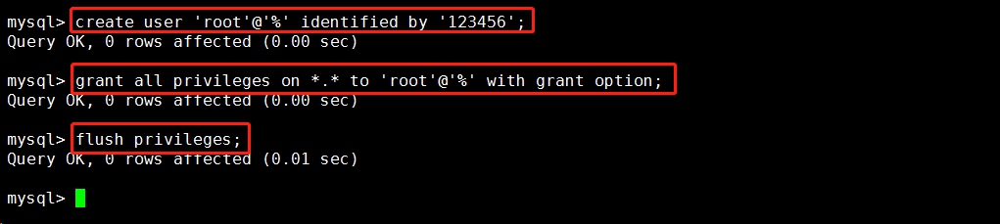 mysql> create user 'root'@'%' identified by '123456';
Query OK, 0 rows affected (0.00 sec)
mysql> grant all privileges on *.* to 'root'@'%' with grant option;
Query OK, 0 rows affected (0.00 sec)
mysql> flush privileges;
Query OK, 0 rows affected (0.01 sec)
mysql>